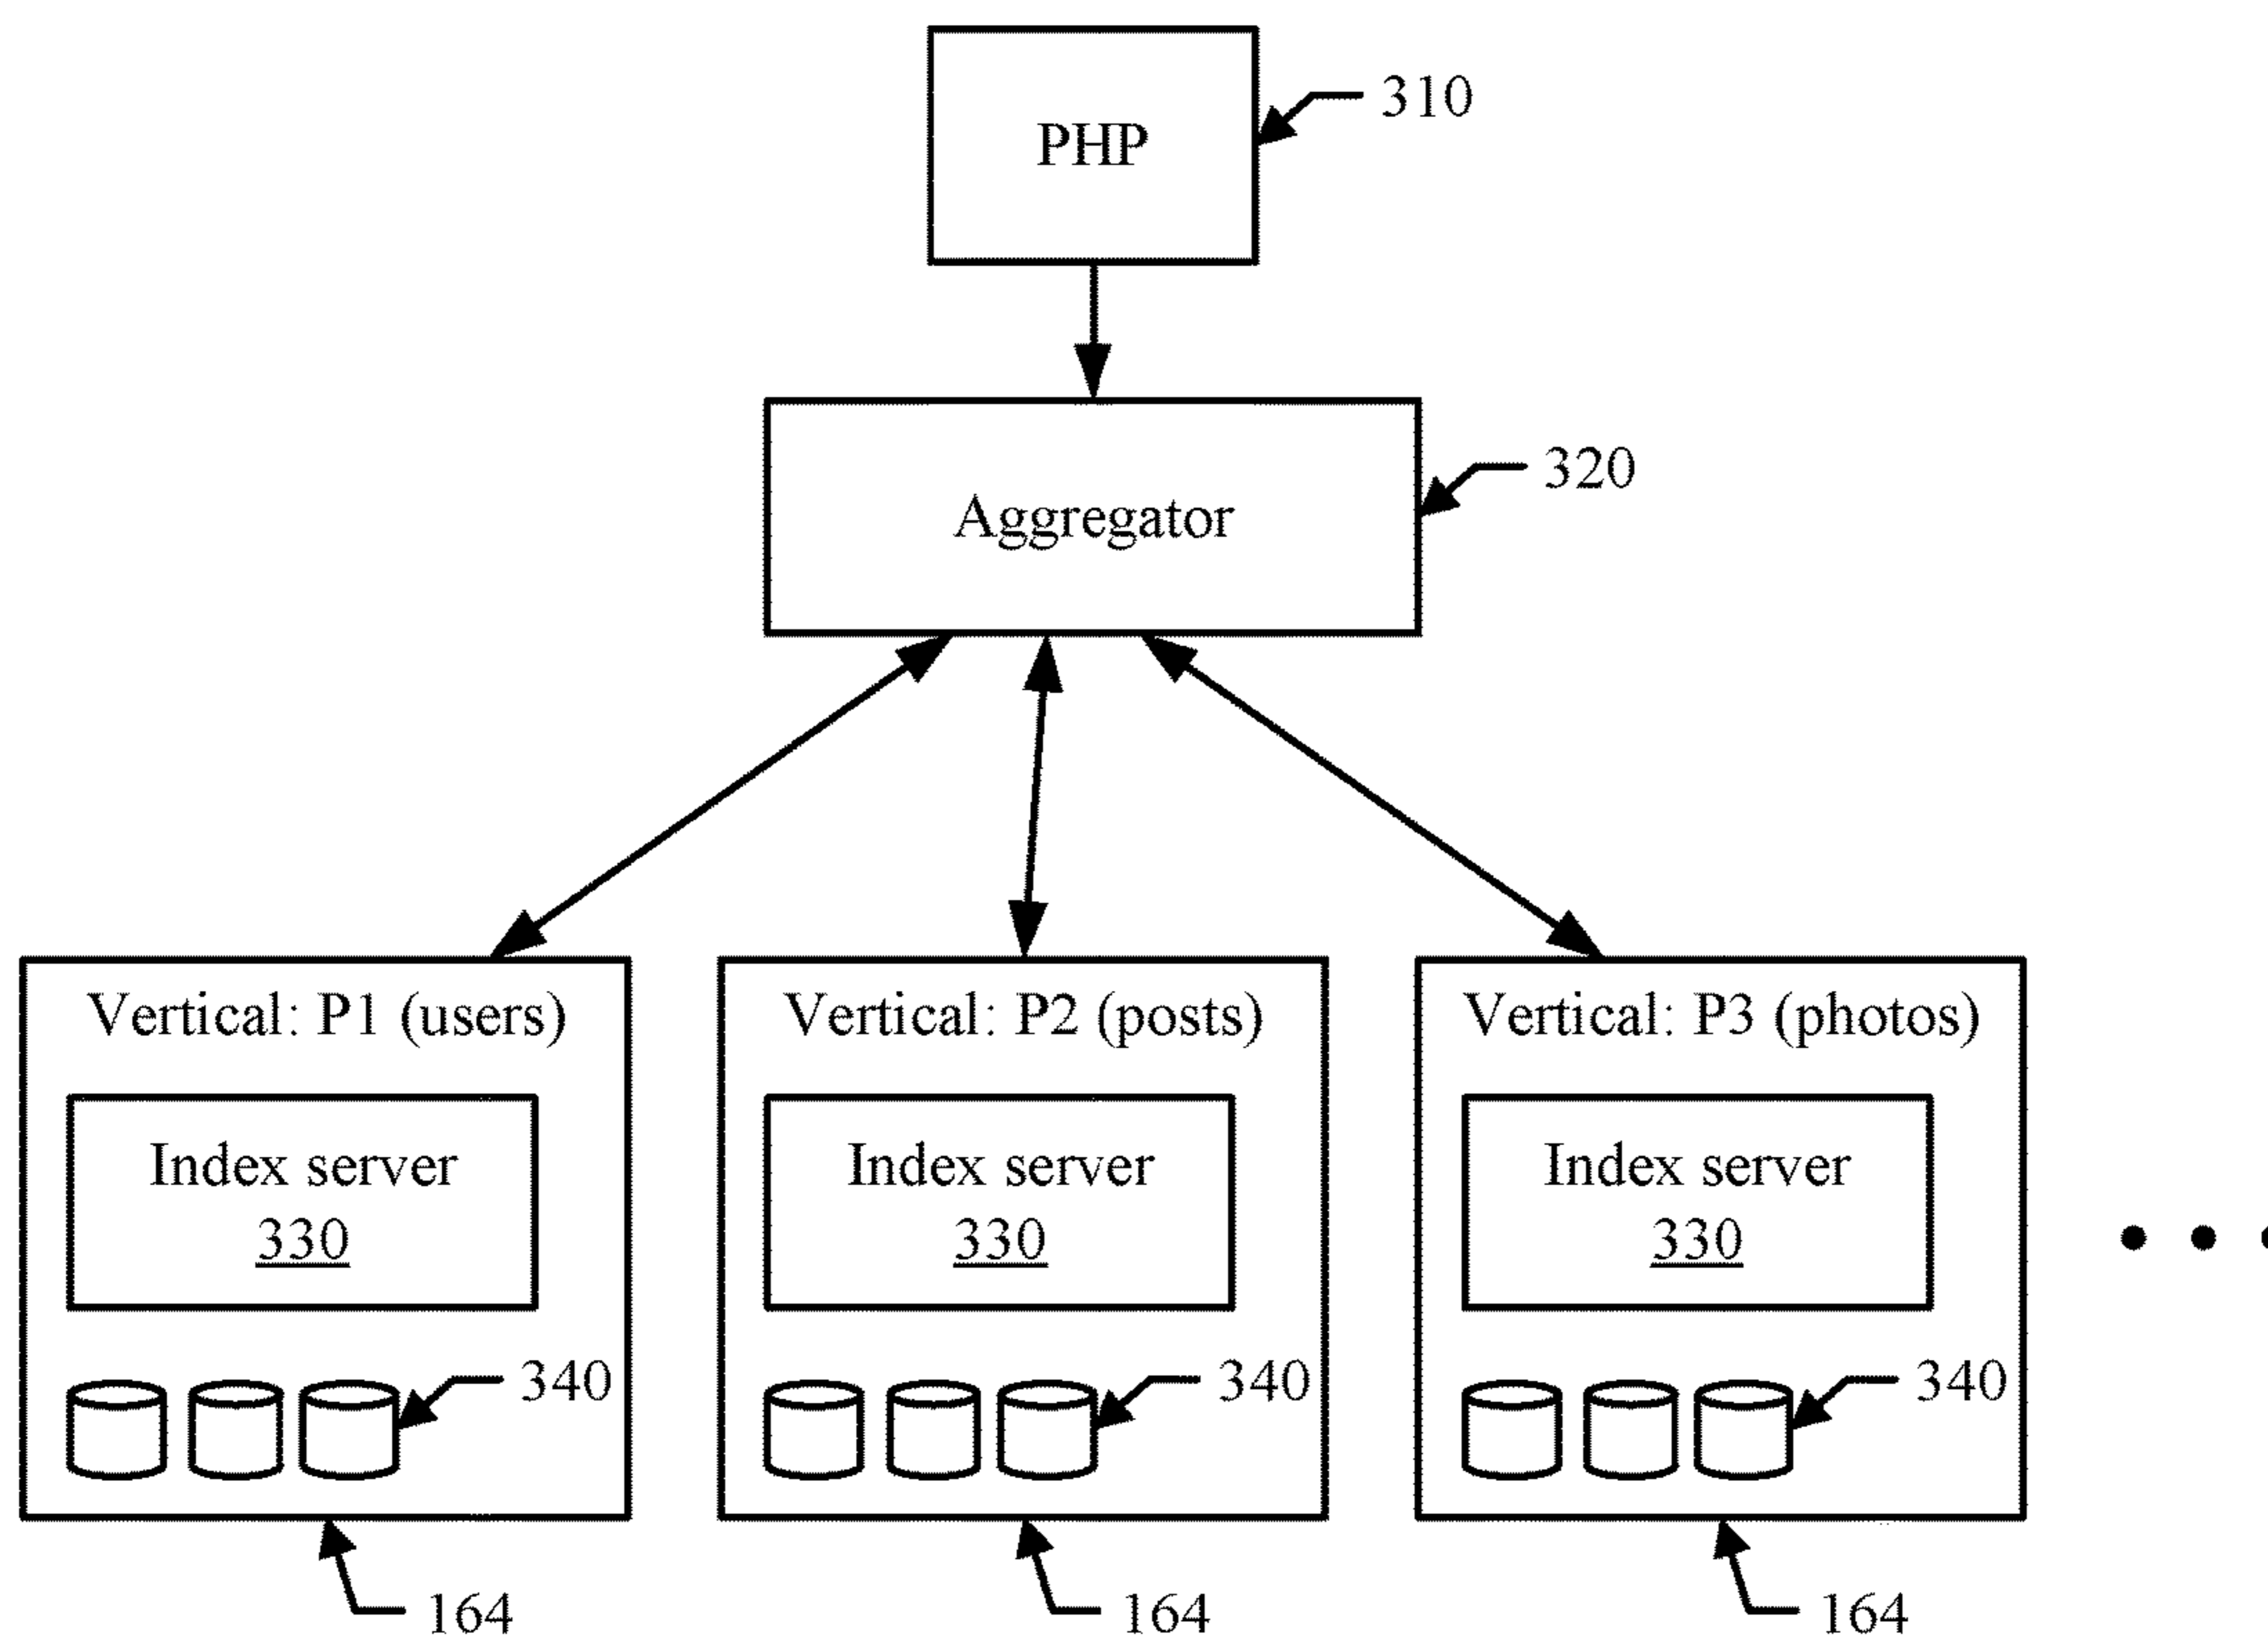 PHP
310
Aggregator
320
Vertical: P1 (users)
Index server
330
340
164
Vertical: P2 (posts)
Index server
330
340
164
Vertical: P3 (photos)
Index server
330
340
164
• • •